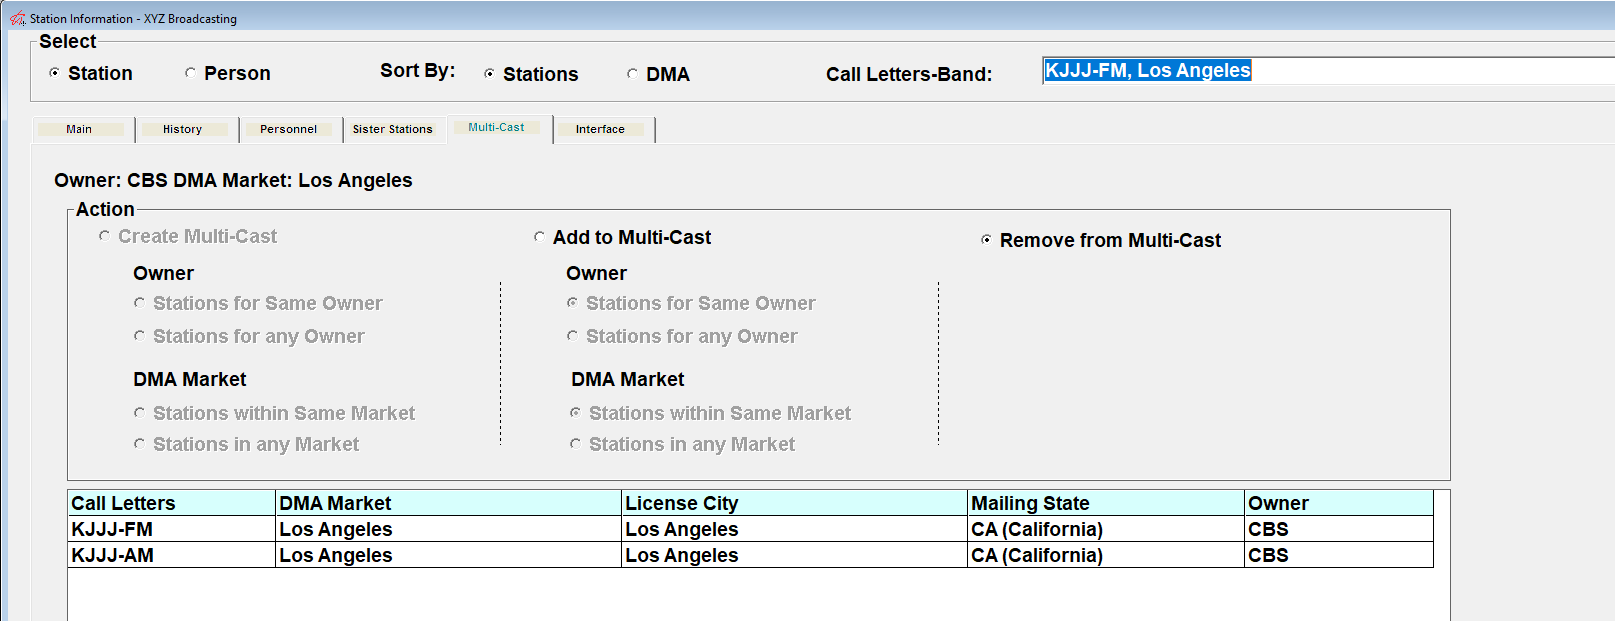 Station Information - XYZ Broadcasting
Select
Station Person Sort By: Stations DMA Call Letters-Band: KJJJ-FM, Los Angeles
Main History Personnel Sister Stations Multi-Cast Interface
Owner: CBS DMA Market: Los Angeles
Action
Create Multi-Cast Add to Multi-Cast Remove from Multi-Cast
Owner Owner
Stations for Same Owner Stations for Same Owner
Stations for any Owner Stations for any Owner
DMA Market DMA Market
Stations within Same Market Stations within Same Market
Stations in any Market Stations in any Market
Call Letters DMA Market License City Mailing State Owner
KJJJ-FM Los Angeles Los Angeles CA (California) CBS
KJJJ-AM Los Angeles Los Angeles CA (California) CBS